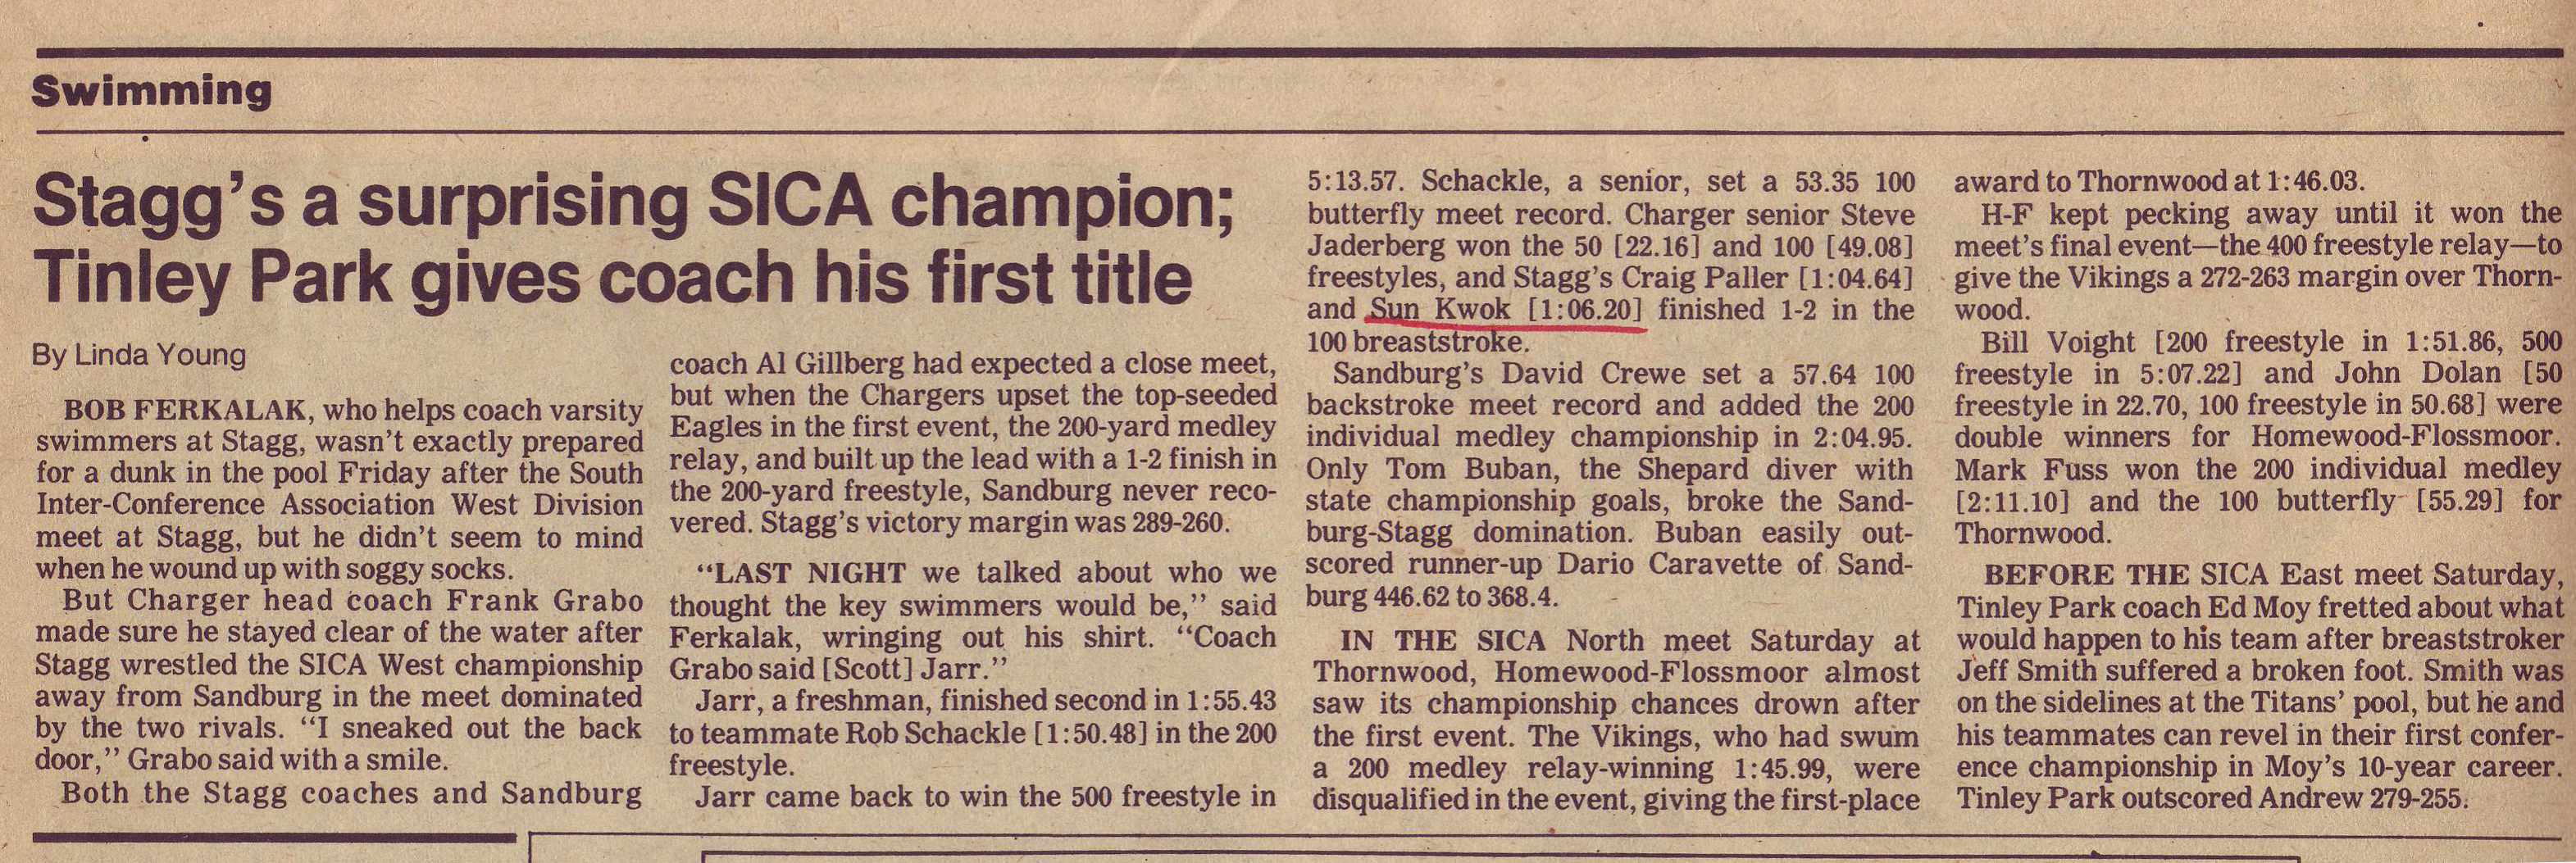 Swimming
Stagg's a surprising SICA champion;
Tinley Park gives coach his first title
By Linda Young
BOB FERKALAK, who helps coach varsity
swimmers at Stagg, wasn't exactly prepared
for a dunk in the pool Friday after the South
Inter-Conference Association West Division
meet at Stagg, but he didn't seem to mind
when he wound up with soggy socks.
But Charger head coach Frank Grabo
made sure he stayed clear of the water after
Stagg wrestled the SICA West championship
away from Sandburg in the meet dominated
by the two rivals. "I sneaked out the back
door," Grabo said with a smile.
Both the Stagg coaches and Sandburg
coach Al Gillberg had expected a close meet,
but when the Chargers upset the top-seeded
Eagles in the first event, the 200-yard medley
relay, and built up the lead with a 1-2 finish in
the 200-yard freestyle, Sandburg never reco-
vered. Stagg's victory margin was 289-260.
"LAST NIGHT we talked about who we
thought the key swimmers would be," said
Ferkalak, wringing out his shirt. "Coach
Grabo said [Scott] Jarr."
Jarr, a freshman, finished second in 1:55.43
to teammate Rob Schackle [1:50.48] in the 200
freestyle.
Jarr came back to win the 500 freestyle in
5:13.57. Schackle, a senior, set a 53.35 100
butterfly meet record. Charger senior Steve
Jaderberg won the 50 [22.16] and 100 [49.08]
freestyles, and Stagg's Craig Paller [1:04.64]
and Sun Kwok [1:06.20] finished 1-2 in the
100 breaststroke.
Sandburg's David Crewe set a 57.64 100
backstroke meet record and added the 200
individual medley championship in 2:04.95.
Only Tom Buban, the Shepard diver with
state championship goals, broke the Sand-
burg-Stagg domination. Buban easily out-
scored runner-up Dario Caravette of Sand-
burg 446.62 to 368.4.
IN THE SICA North meet Saturday at
Thornwood, Homewood-Flossmoor almost
saw its championship chances drown after
the first event. The Vikings, who had swum
a 200 medley relay-winning 1:45.99, were
disqualified in the event, giving the first-place
award to Thornwood at 1:46.03.
H-F kept pecking away until it won the
meet's final event—the 400 freestyle relay—to
give the Vikings a 272-263 margin over Thorn-
wood.
Bill Voight [200 freestyle in 1:51.86, 500
freestyle in 5:07.22] and John Dolan [50
freestyle in 22.70, 100 freestyle in 50.68] were
double winners for Homewood-Flossmoor.
Mark Fuss won the 200 individual medley
[2:11.10] and the 100 butterfly [55.29] for
Thornwood.
BEFORE THE SICA East meet Saturday,
Tinley Park coach Ed Moy fretted about what
would happen to his team after breaststroker
Jeff Smith suffered a broken foot. Smith was
on the sidelines at the Titans' pool, but he and
his teammates can revel in their first confer-
ence championship in Moy's 10-year career.
Tinley Park outscored Andrew 279-255.